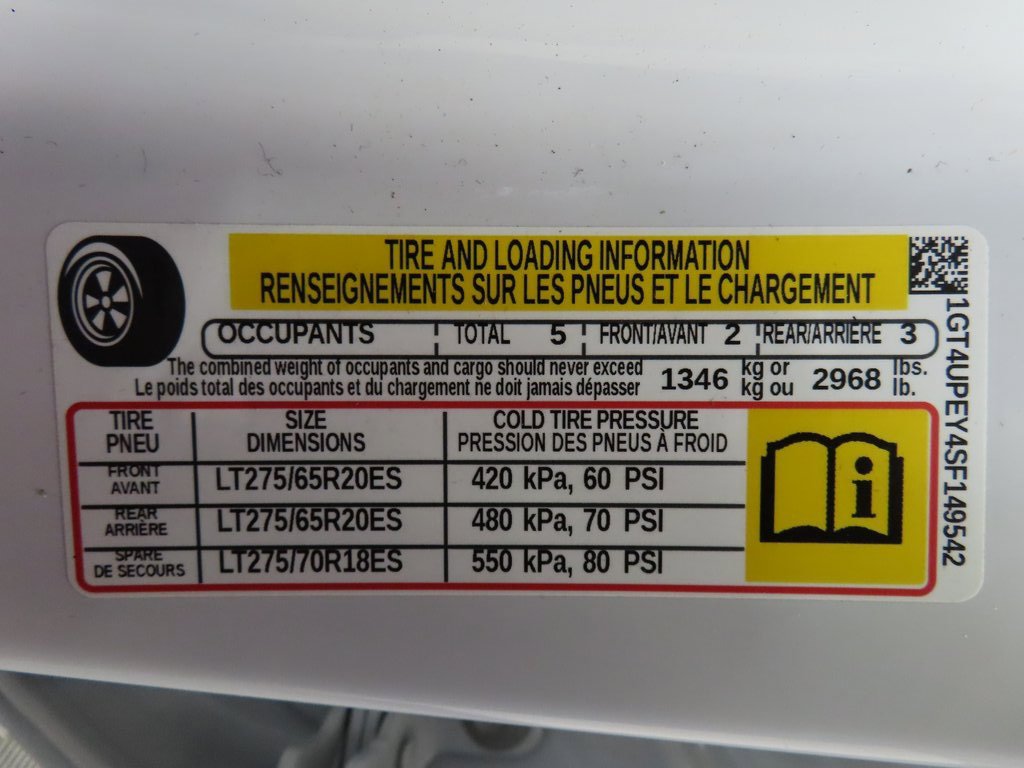 TIRE AND LOADING INFORMATION
RENSEIGNEMENTS SUR LES PNEUS ET LE CHARGEMENT
OCCUPANTS TOTAL 5 FRONT/AVANT 2 REAR/ARRIÈRE 3
The combined weight of occupants and cargo should never exceed 1346 kg or 2968 lbs.
Le poids total des occupants et du chargement ne doit jamais dépasser kg ou lb.
TIRE SIZE COLD TIRE PRESSURE
PNEU DIMENSIONS PRESSION DES PNEUS À FROID
FRONT
AVANT LT275/65R20ES 420 kPa, 60 PSI
REAR
ARRIÈRE LT275/65R20ES 480 kPa, 70 PSI
SPARE
DE SECOURS LT275/70R18ES 550 kPa, 80 PSI
i
1GT4UPEY4SF149542